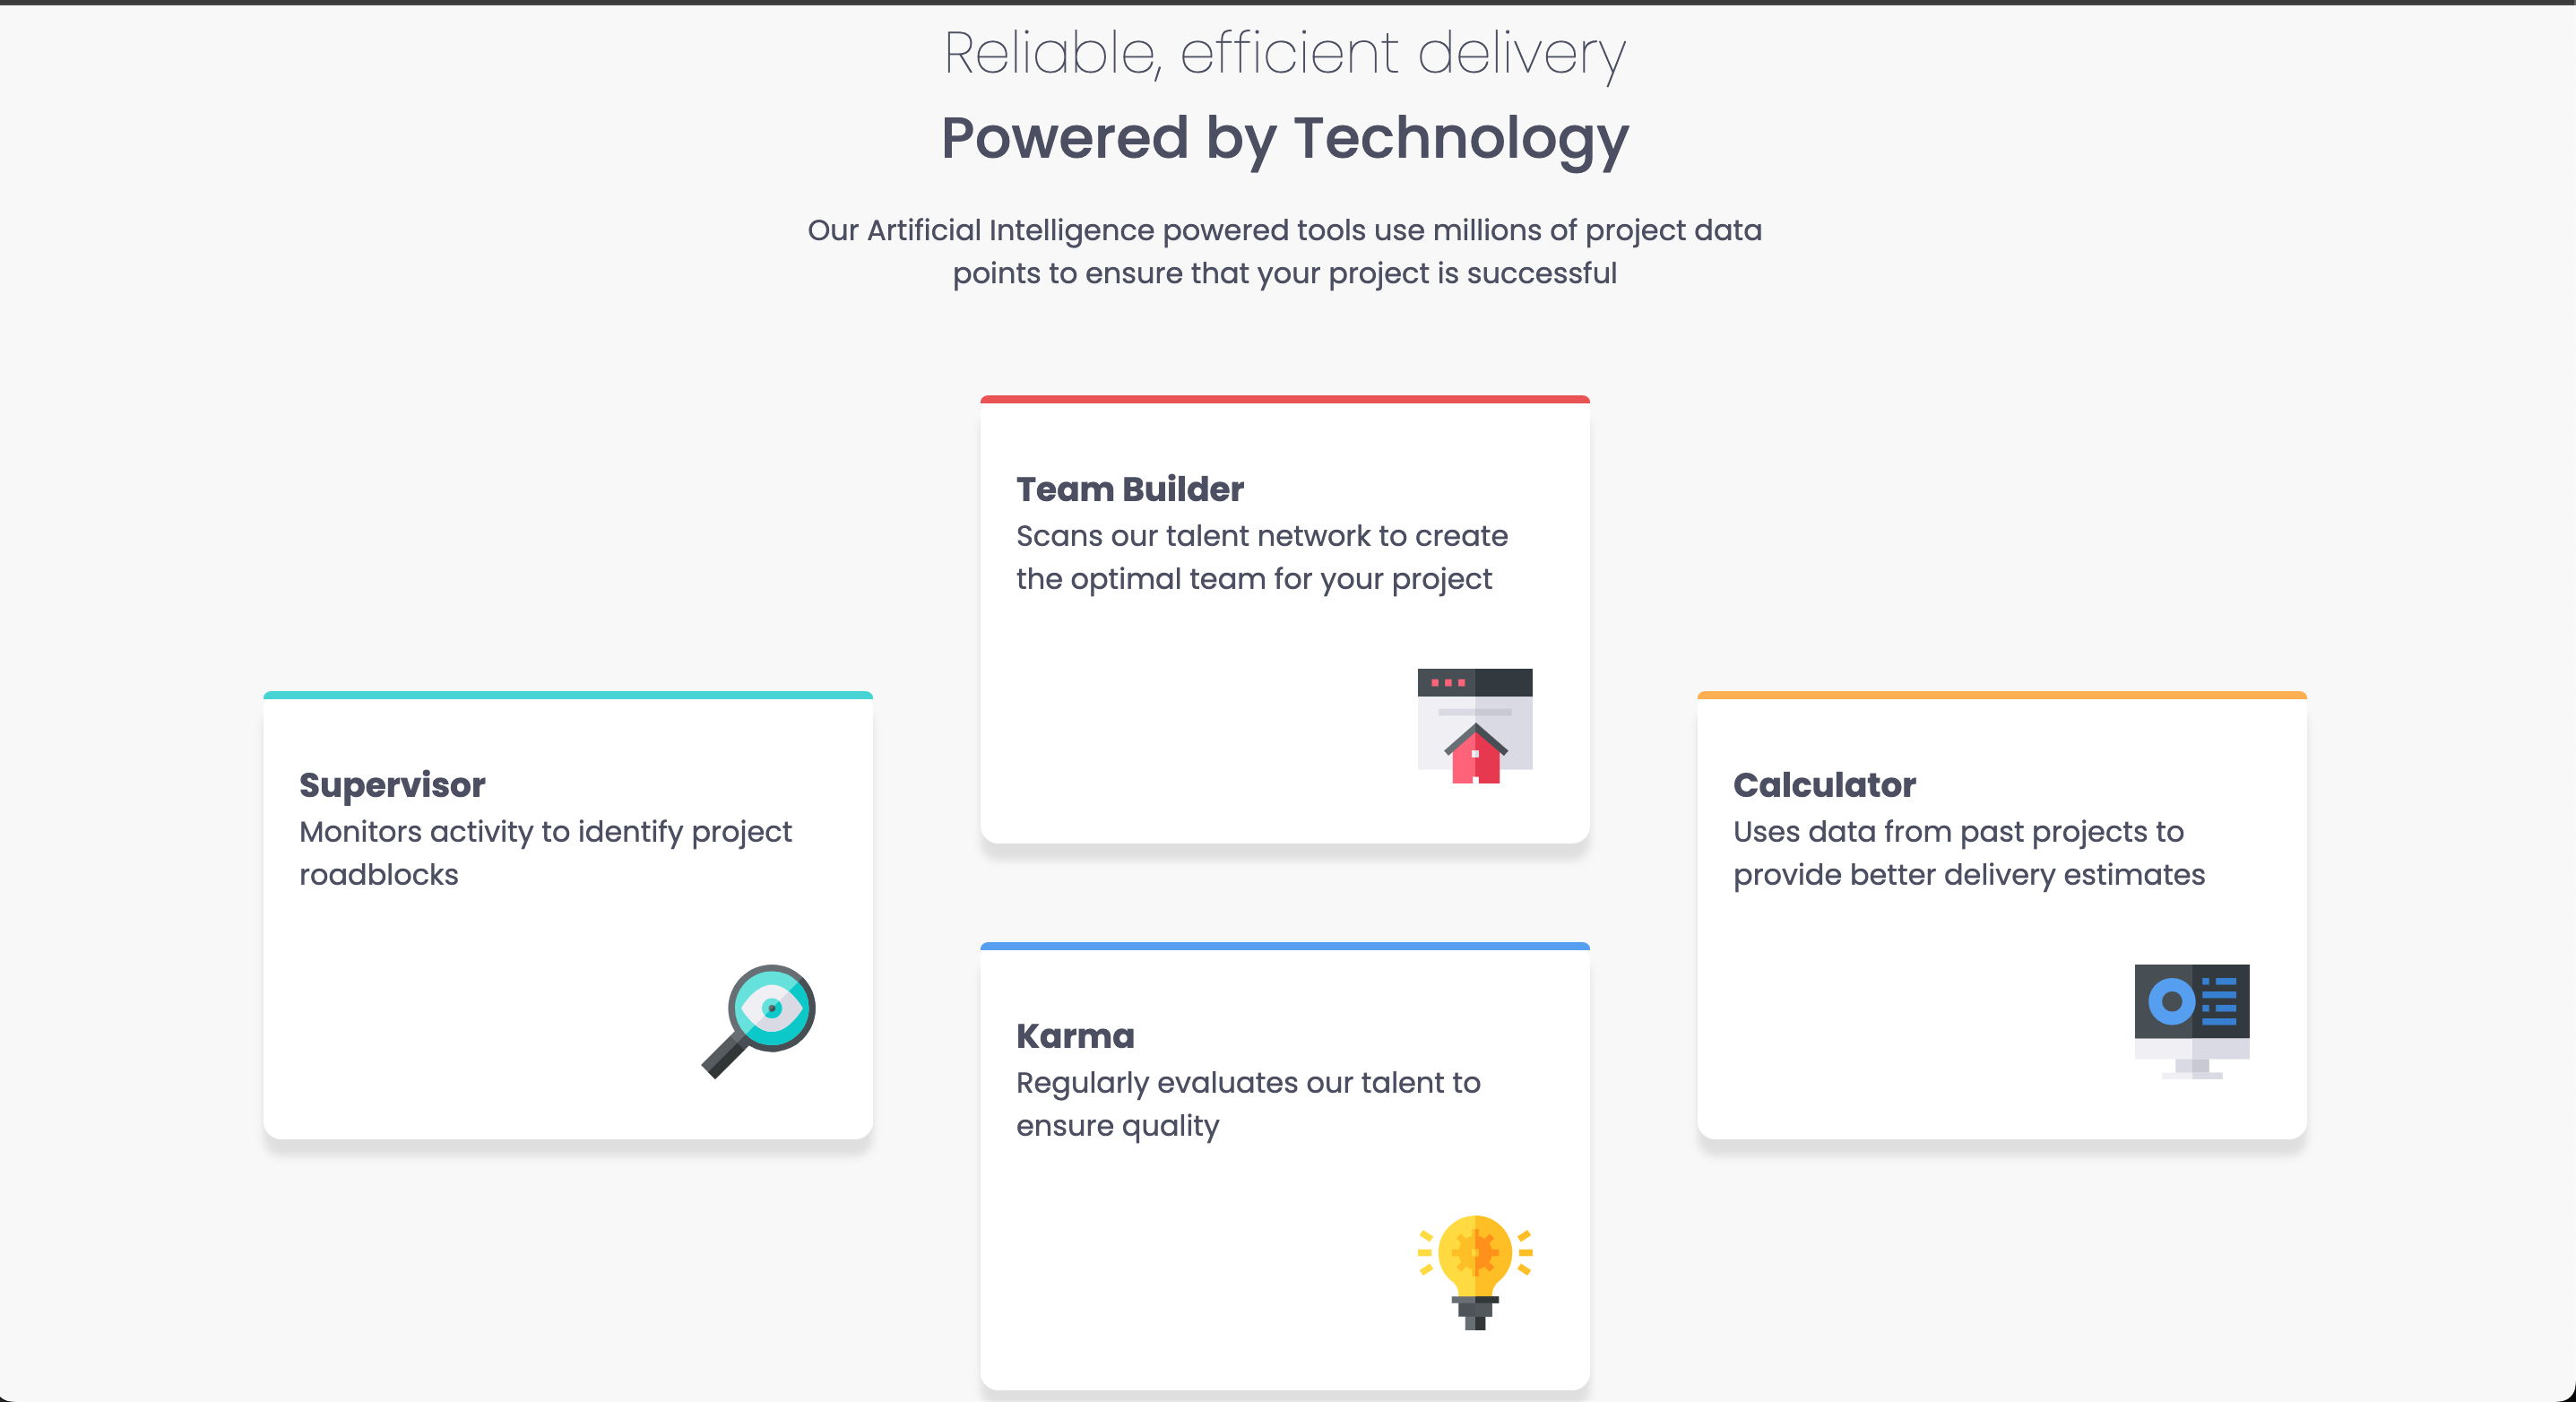 Reliable, efficient delivery
Powered by Technology
Our Artificial Intelligence powered tools use millions of project data
points to ensure that your project is successful
Team Builder
Scans our talent network to create
the optimal team for your project
Supervisor
Monitors activity to identify project
roadblocks
Calculator
Uses data from past projects to
provide better delivery estimates
Karma
Regularly evaluates our talent to
ensure quality